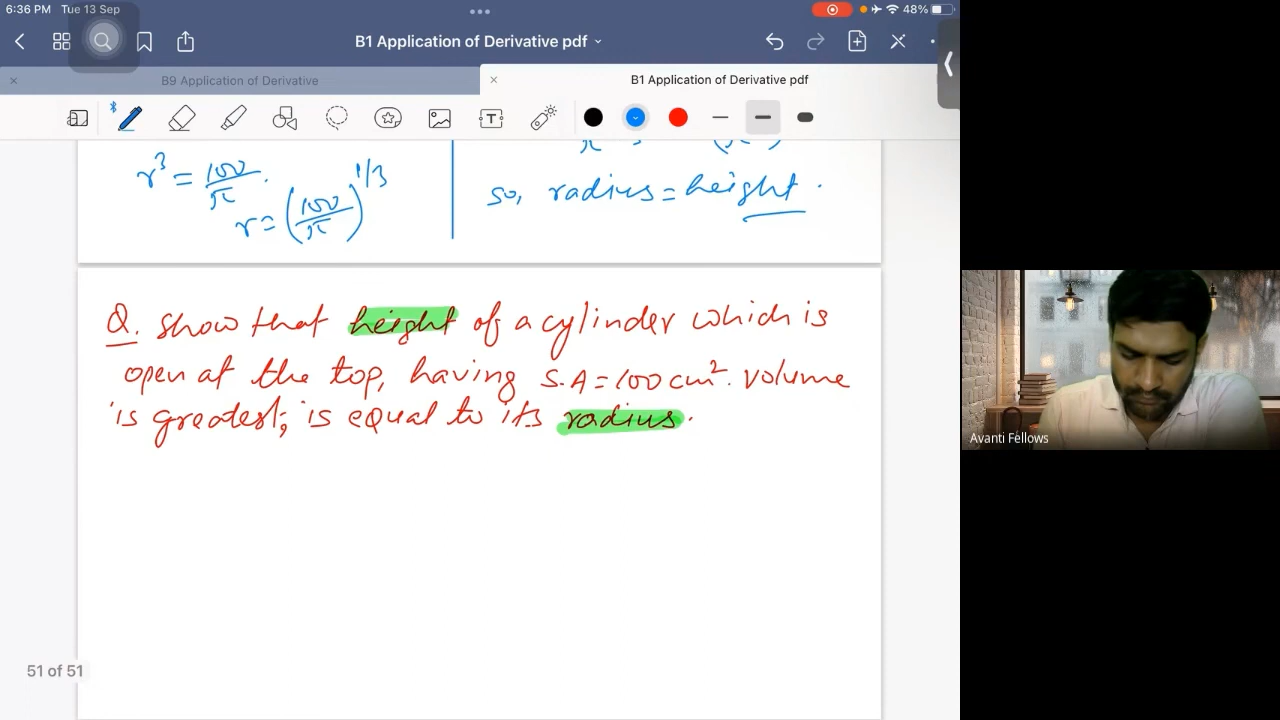 6:36 PM Tue 13 Sep
48%
B1 Application of Derivative pdf
B9 Application of Derivative
B1 Application of Derivative pdf
r³ = 100/π.
r = (100/π)^1/3
so, radius = height.
Q. show that height of a cylinder which is
open at the top, having S.A = 100 cm². volume
is greatest; is equal to its radius.
51 of 51
Avanti Fellows